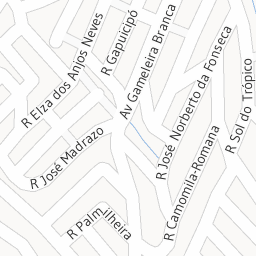 R Elza dos Anjos Neves
R Gapuicipó
Av Gameleira Branca
R José Norberto da Fonseca
R Sol do Trópico
R José Madrazo
R Camomila-Romana
R Palmilheira